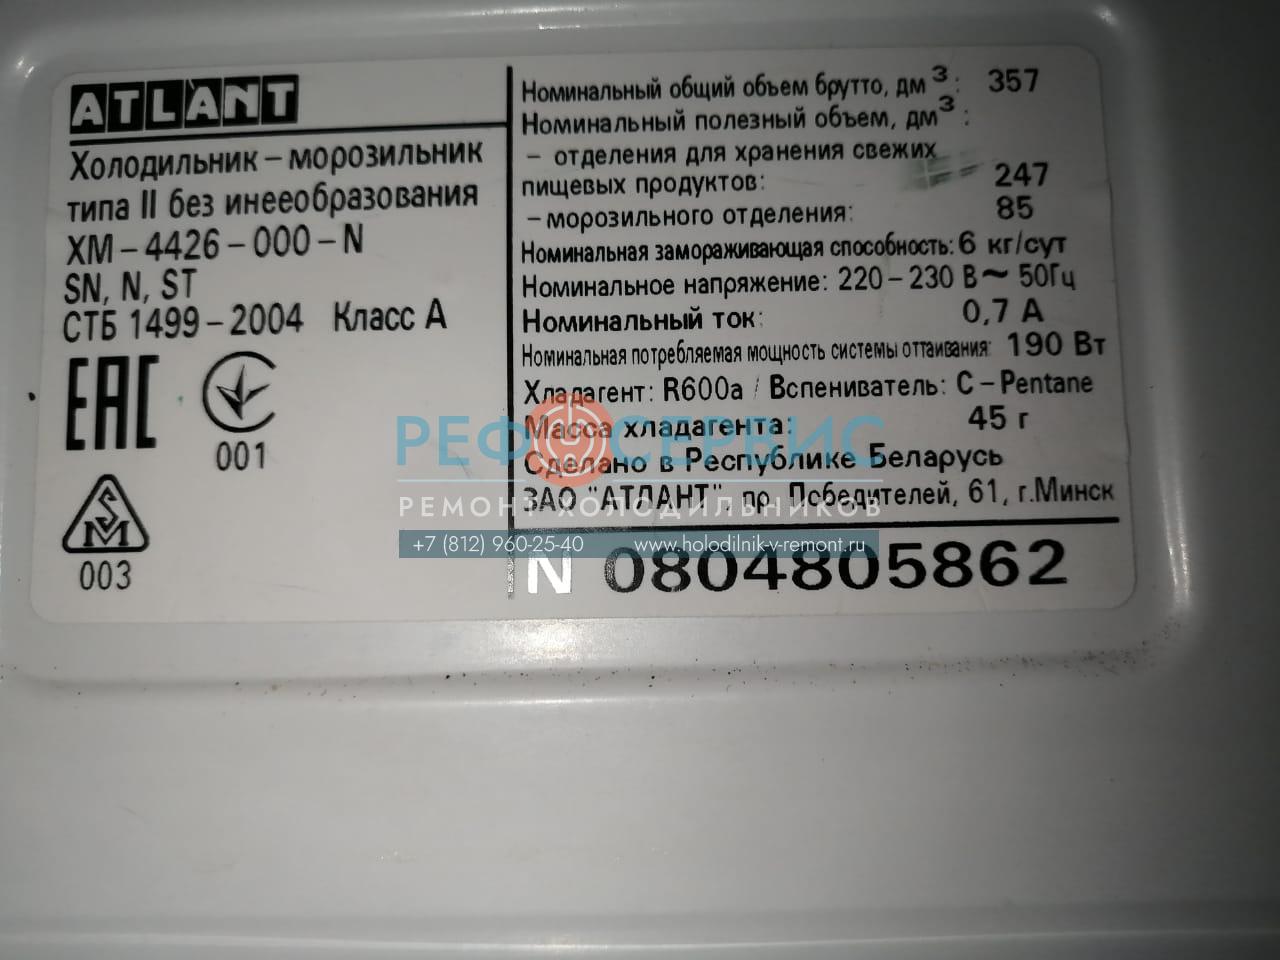 ATLANT
Холодильник – морозильник
типа II без инееобразования
ХМ – 4426 – 000 – N
SN, N, ST
СТБ 1499 – 2004 Класс А
EAC
001
SM
003
Номинальный общий объем брутто, дм³: 357
Номинальный полезный объем, дм³:
– отделения для хранения свежих
пищевых продуктов: 247
– морозильного отделения: 85
Номинальная замораживающая способность: 6 кг/сут
Номинальное напряжение: 220 – 230 В ~ 50Гц
Номинальный ток: 0,7 А
Номинальная потребляемая мощность системы оттаивания: 190 Вт
Хладагент: R600a / Вспениватель: C – Pentane
Масса хладагента: 45 г
Сделано в Республике Беларусь
ЗАО "АТЛАНТ", пр. Победителей, 61, г.Минск
N 0804805862
РЕФОСЕРВИС
РЕМОНТ ХОЛОДИЛЬНИКОВ
+7 (812) 960-25-40 www.holodilnik-v-remont.ru